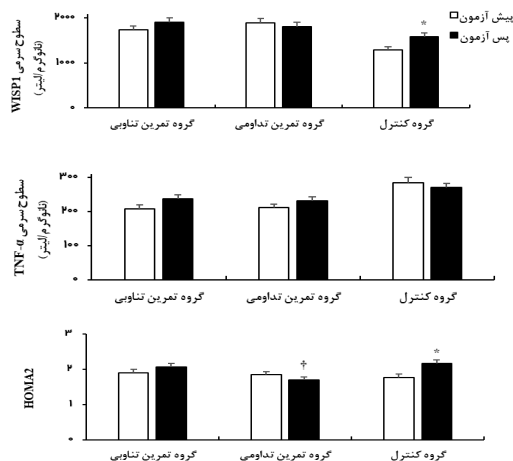 پیش آزمون
پس آزمون
سطوح سرمی WISP1
(نانوگرم/لیتر)
۲۰۰۰
۱۰۰۰
۰
*
گروه تمرین تناوبی
گروه تمرین تداومی
گروه کنترل
سطوح سرمی TNF-α
(نانوگرم/لیتر)
۳۰۰
۲۰۰
۱۰۰
۰
گروه تمرین تناوبی
گروه تمرین تداومی
گروه کنترل
HOMA2
۳
۲
۱
۰
†
*
گروه تمرین تناوبی
گروه تمرین تداومی
گروه کنترل